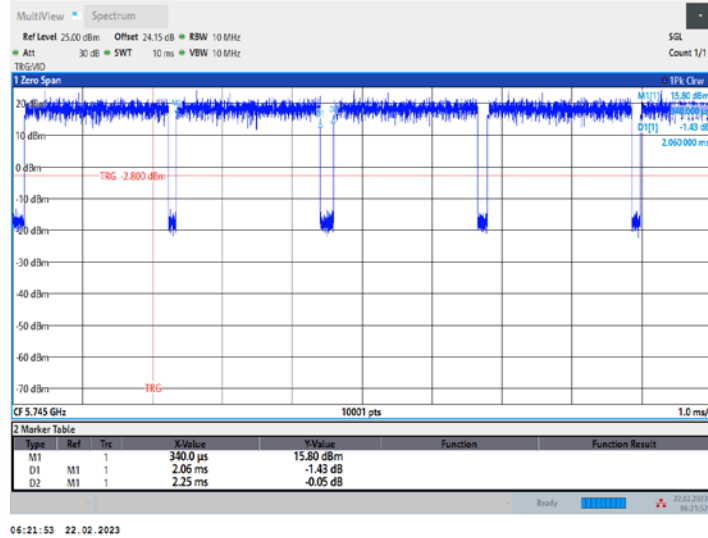 MultiView Spectrum
Ref Level 25.00 dBm Offset 24.15 dB RBW 10 MHz SGL
Att 30 dB SWT 10 ms VBW 10 MHz Count 1/1
TRG:VID
1 Zero Span 1Pk Clrw
M1[1] 15.80 dBm
20 dBm
D1[1] -1.43 dB
2.060000 ms
10 dBm
0 dBm
TRG -2.800 dBm
-10 dBm
-20 dBm
-30 dBm
-40 dBm
-50 dBm
-60 dBm
-70 dBm
TRG
CF 5.745 GHz 10001 pts 1.0 ms/
2 Marker Table
Type Ref Trc X-Value Y-Value Function Function Result
M1 1 340.0 µs 15.80 dBm
D1 M1 1 2.06 ms -1.43 dB
D2 M1 1 2.25 ms -0.05 dB
Ready 22.02.2023
06:21:52
06:21:53 22.02.2023